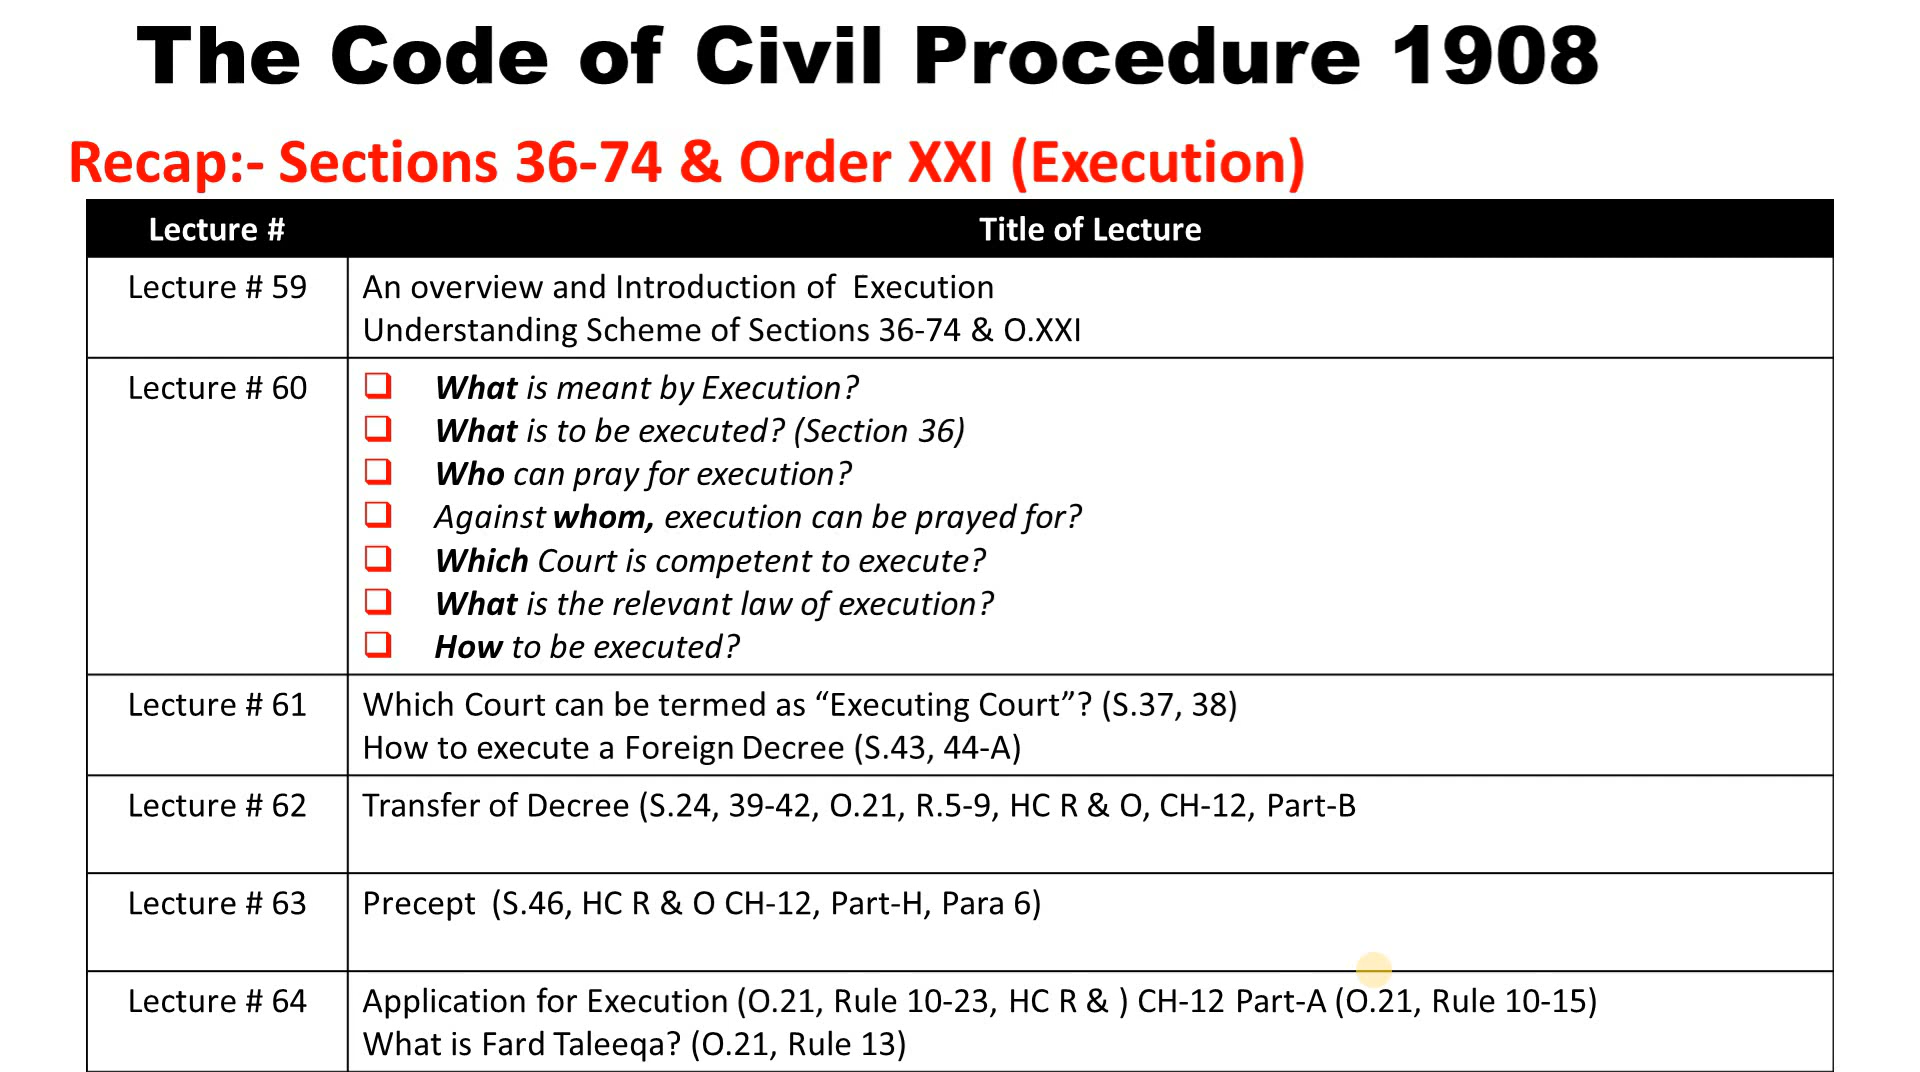 The Code of Civil Procedure 1908
Recap:- Sections 36-74 & Order XXI (Execution)
Lecture # Title of Lecture
Lecture # 59 An overview and Introduction of Execution
Understanding Scheme of Sections 36-74 & O.XXI
Lecture # 60 What is meant by Execution?
What is to be executed? (Section 36)
Who can pray for execution?
Against whom, execution can be prayed for?
Which Court is competent to execute?
What is the relevant law of execution?
How to be executed?
Lecture # 61 Which Court can be termed as “Executing Court”? (S.37, 38)
How to execute a Foreign Decree (S.43, 44-A)
Lecture # 62 Transfer of Decree (S.24, 39-42, O.21, R.5-9, HC R & O, CH-12, Part-B
Lecture # 63 Precept (S.46, HC R & O CH-12, Part-H, Para 6)
Lecture # 64 Application for Execution (O.21, Rule 10-23, HC R & ) CH-12 Part-A (O.21, Rule 10-15)
What is Fard Taleeqa? (O.21, Rule 13)